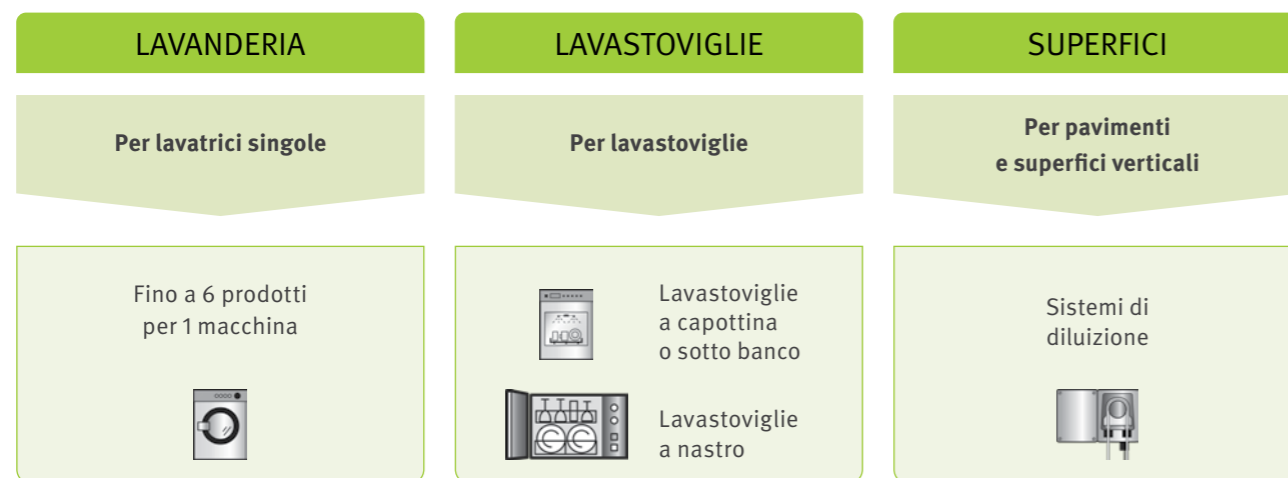 LAVANDERIA
Per lavatrici singole
Fino a 6 prodotti
per 1 macchina
LAVASTOVIGLIE
Per lavastoviglie
Lavastoviglie
a capottina
o sotto banco
Lavastoviglie
a nastro
SUPERFICI
Per pavimenti
e superfici verticali
Sistemi di
diluizione